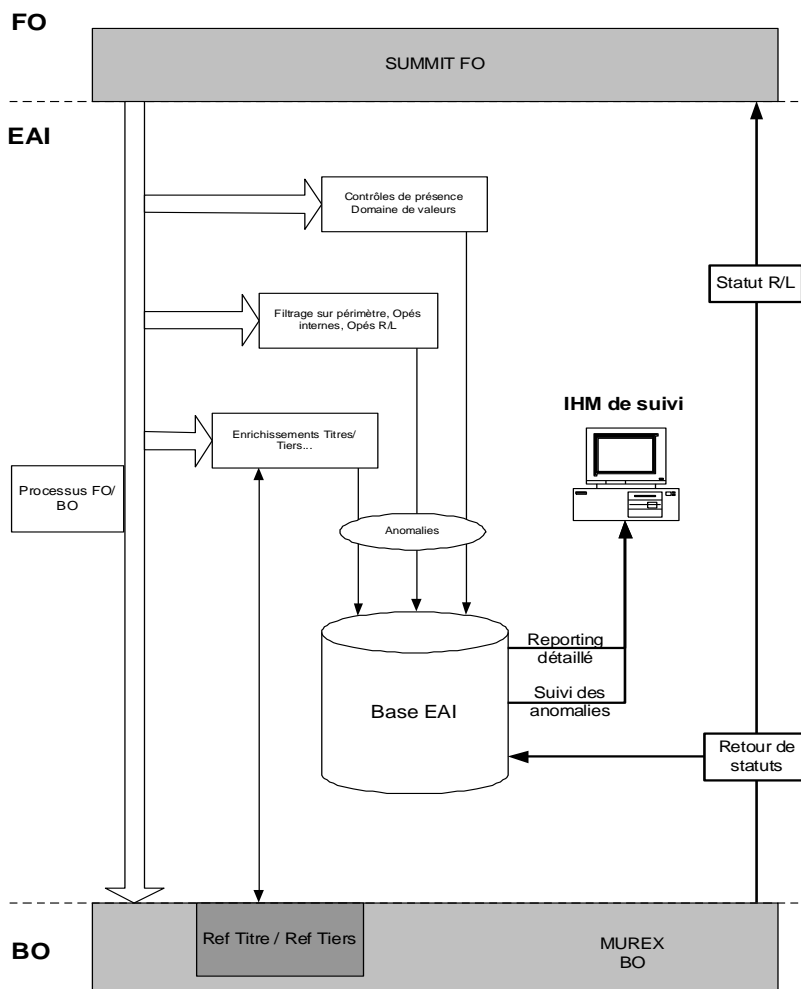 FO
SUMMIT FO
EAI
Contrôles de présence
Domaine de valeurs
Statut R/L
Filtrage sur périmètre, Opés
internes, Opés R/L
IHM de suivi
Enrichissements Titres/
Tiers...
Processus FO/
BO
Anomalies
Reporting
détaillé
Base EAI
Suivi des
anomalies
Retour de
statuts
Ref Titre / Ref Tiers
BO
MUREX
BO